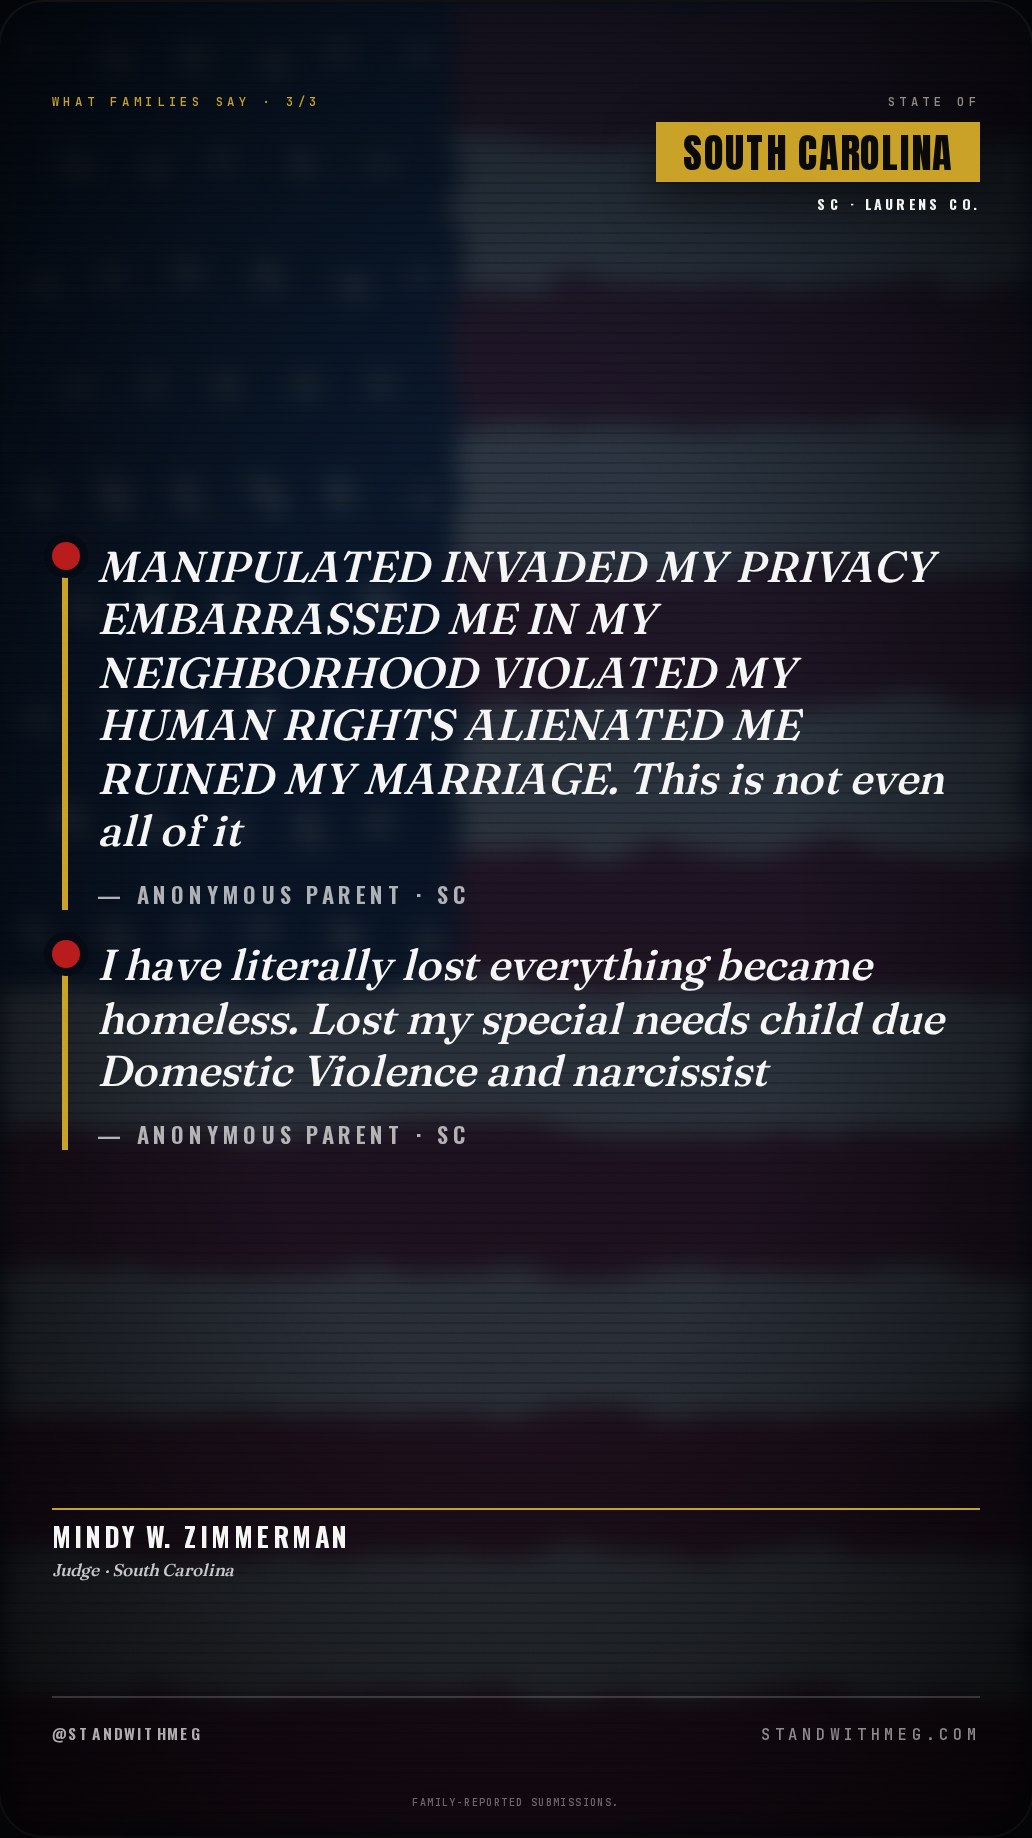 WHAT FAMILIES SAY · 3/3
STATE OF
SOUTH CAROLINA
SC · LAURENS CO.
MANIPULATED INVADED MY PRIVACY
EMBARRASSED ME IN MY
NEIGHBORHOOD VIOLATED MY
HUMAN RIGHTS ALIENATED ME
RUINED MY MARRIAGE. This is not even
all of it
— ANONYMOUS PARENT · SC
I have literally lost everything became
homeless. Lost my special needs child due
Domestic Violence and narcissist
— ANONYMOUS PARENT · SC
MINDY W. ZIMMERMAN
Judge · South Carolina
@STANDWITHMEG
STANDWITHMEG.COM
FAMILY-REPORTED SUBMISSIONS.